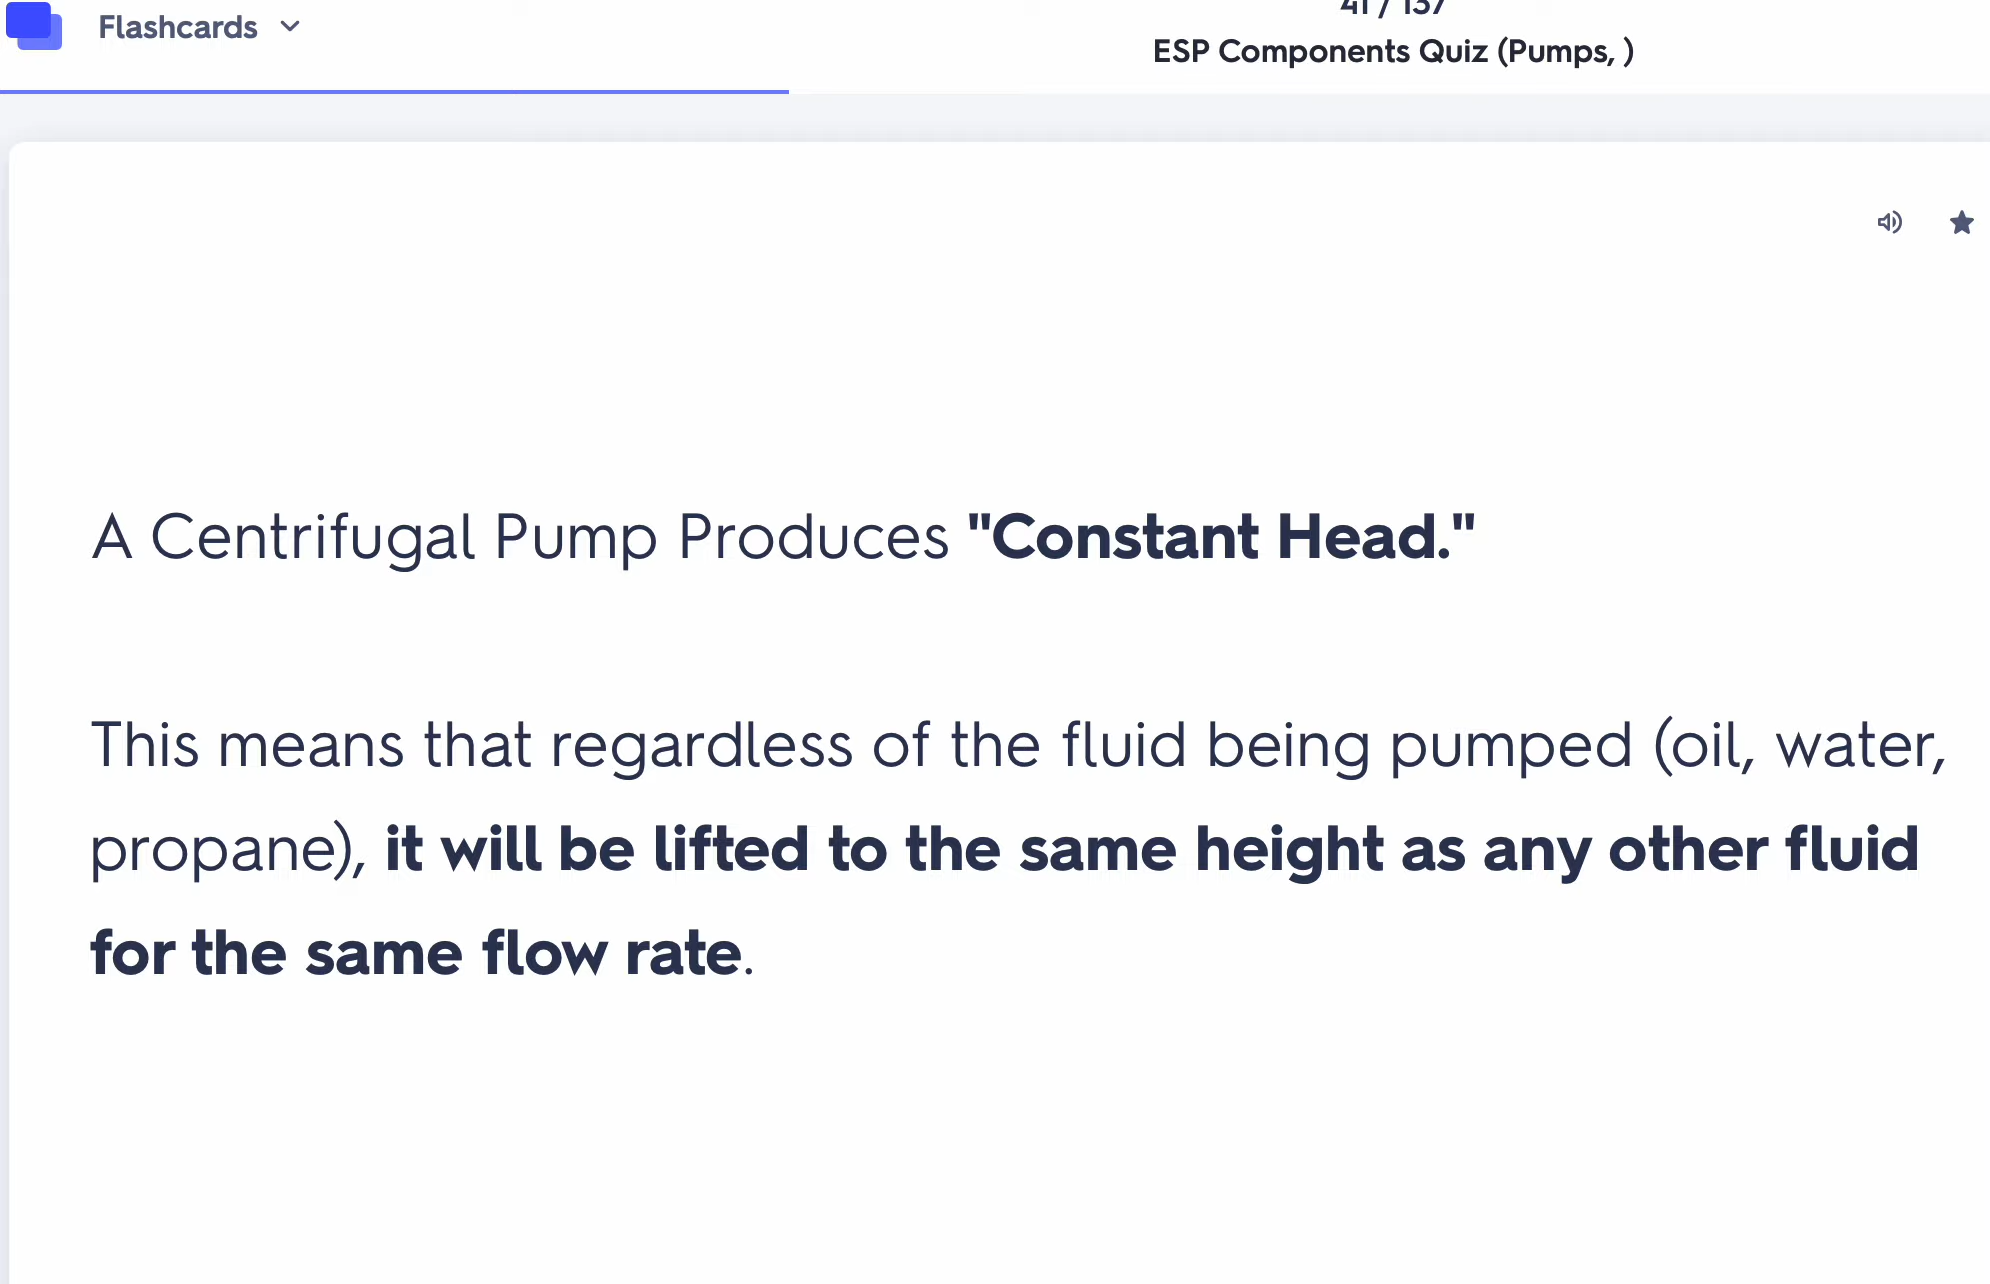 Flashcards
41 / 137
ESP Components Quiz (Pumps, )
A Centrifugal Pump Produces "Constant Head."
This means that regardless of the fluid being pumped (oil, water,
propane), it will be lifted to the same height as any other fluid
for the same flow rate.